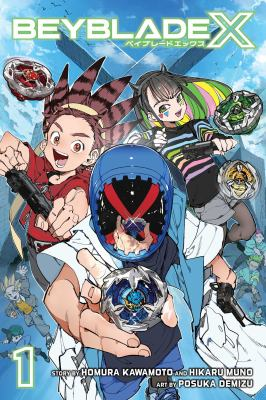 BEYBLADE X
ベイブレードエックス
1
STORY BY HOMURA KAWAMOTO AND HIKARU MUNO
ART BY POSUKA DEMIZU